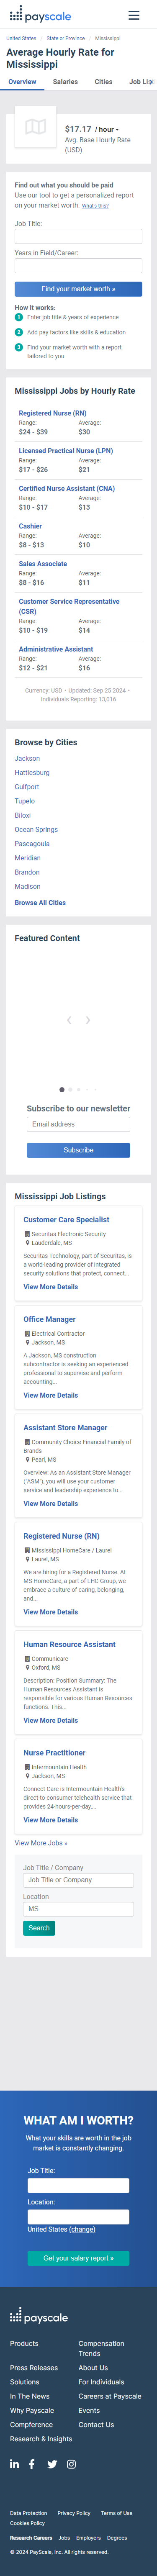 payscale
United States / State or Province / Mississippi
Average Hourly Rate for
Mississippi
Overview Salaries Cities Job Li
$17.17 / hour
Avg. Base Hourly Rate
(USD)
Find out what you should be paid
Use our tool to get a personalized report
on your market worth. What's this?
Job Title:
Years in Field/Career:
Find your market worth »
How it works:
1 Enter job title & years of experience
2 Add pay factors like skills & education
3 Find your market worth with a report
tailored to you
Mississippi Jobs by Hourly Rate
Registered Nurse (RN)
Range: Average:
$24 - $39 $30
Licensed Practical Nurse (LPN)
Range: Average:
$17 - $26 $21
Certified Nurse Assistant (CNA)
Range: Average:
$10 - $17 $13
Cashier
Range: Average:
$8 - $13 $10
Sales Associate
Range: Average:
$8 - $16 $11
Customer Service Representative
(CSR)
Range: Average:
$10 - $19 $14
Administrative Assistant
Range: Average:
$12 - $21 $16
Currency: USD • Updated: Sep 25 2024 •
Individuals Reporting: 13,016
Browse by Cities
Jackson
Hattiesburg
Gulfport
Tupelo
Biloxi
Ocean Springs
Pascagoula
Meridian
Brandon
Madison
Browse All Cities
Featured Content
Subscribe to our newsletter
Email address
Subscribe
Mississippi Job Listings
Customer Care Specialist
Securitas Electronic Security
Lauderdale, MS
Securitas Technology, part of Securitas, is
a world-leading provider of integrated
security solutions that protect, connect…
View More Details
Office Manager
Electrical Contractor
Jackson, MS
A Jackson, MS construction
subcontractor is seeking an experienced
professional to supervise and perform
accounting...
View More Details
Assistant Store Manager
Community Choice Financial Family of
Brands
Pearl, MS
Overview: As an Assistant Store Manager
("ASM"), you will use your customer
service and leadership experience to...
View More Details
Registered Nurse (RN)
Mississippi HomeCare / Laurel
Laurel, MS
We are hiring for a Registered Nurse. At
MS HomeCare, a part of LHC Group, we
embrace a culture of caring, belonging,
and...
View More Details
Human Resource Assistant
Communicare
Oxford, MS
Description: Position Summary: The
Human Resources Assistant is
responsible for various Human Resources
functions. This...
View More Details
Nurse Practitioner
Intermountain Health
Jackson, MS
Connect Care is Intermountain Health's
direct-to-consumer telehealth service that
provides 24-hours-per-day,...
View More Details
View More Jobs »
Job Title / Company
Job Title or Company
Location
MS
Search
WHAT AM I WORTH?
What your skills are worth in the job
market is constantly changing.
Job Title:
Location:
United States (change)
Get your salary report »
payscale
Products Compensation
Trends
Press Releases About Us
Solutions For Individuals
In The News Careers at Payscale
Why Payscale Events
Compference Contact Us
Research & Insights
Data Protection Privacy Policy Terms of Use
Cookies Policy
Research Careers Jobs Employers Degrees
© 2024 PayScale, Inc. All rights reserved.